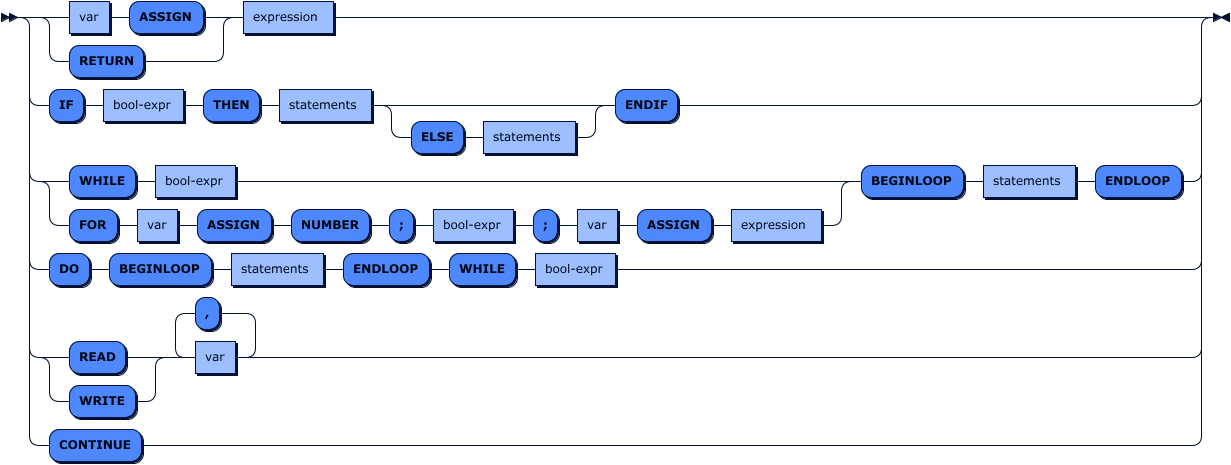 var ASSIGN expression
RETURN
IF bool-expr THEN statements ENDIF
ELSE statements
WHILE bool-expr BEGINLOOP statements ENDLOOP
FOR var ASSIGN NUMBER ; bool-expr ; var ASSIGN expression
DO BEGINLOOP statements ENDLOOP WHILE bool-expr
,
READ var
WRITE
CONTINUE